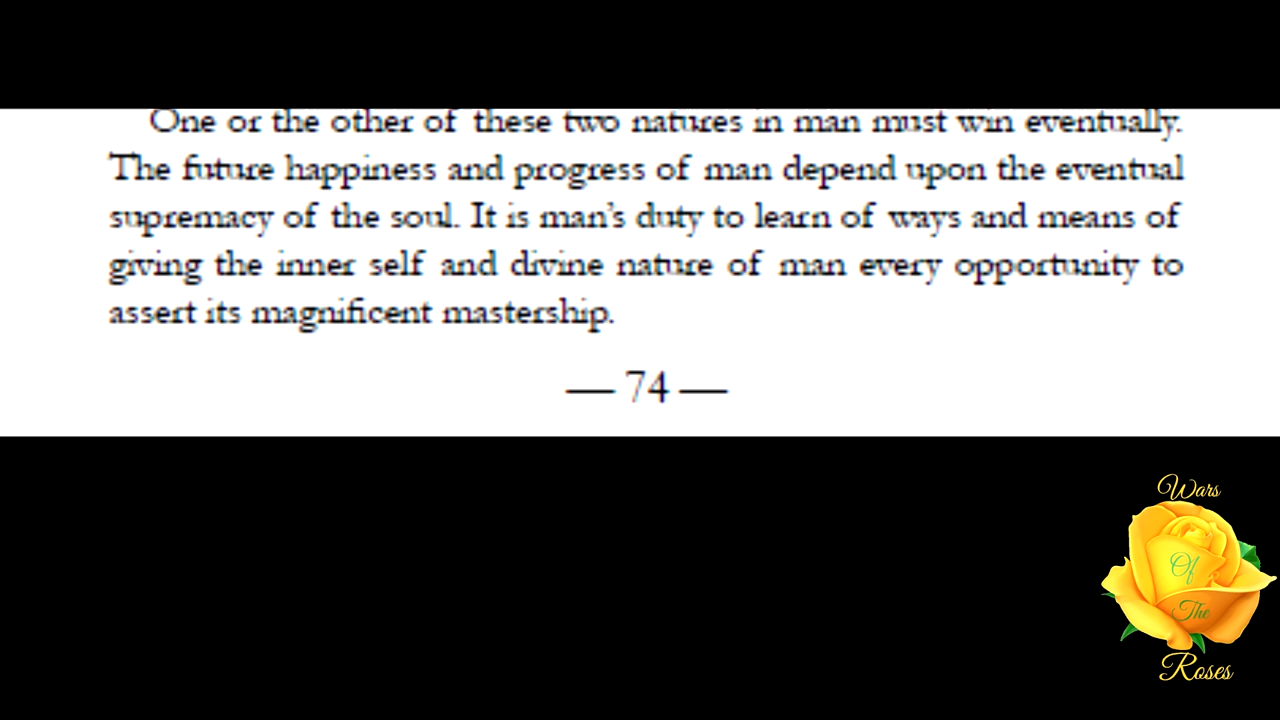 One or the other of these two natures in man must win eventually.
The future happiness and progress of man depend upon the eventual
supremacy of the soul. It is man's duty to learn of ways and means of
giving the inner self and divine nature of man every opportunity to
assert its magnificent mastership.
— 74 —
Wars
Of
The
Roses